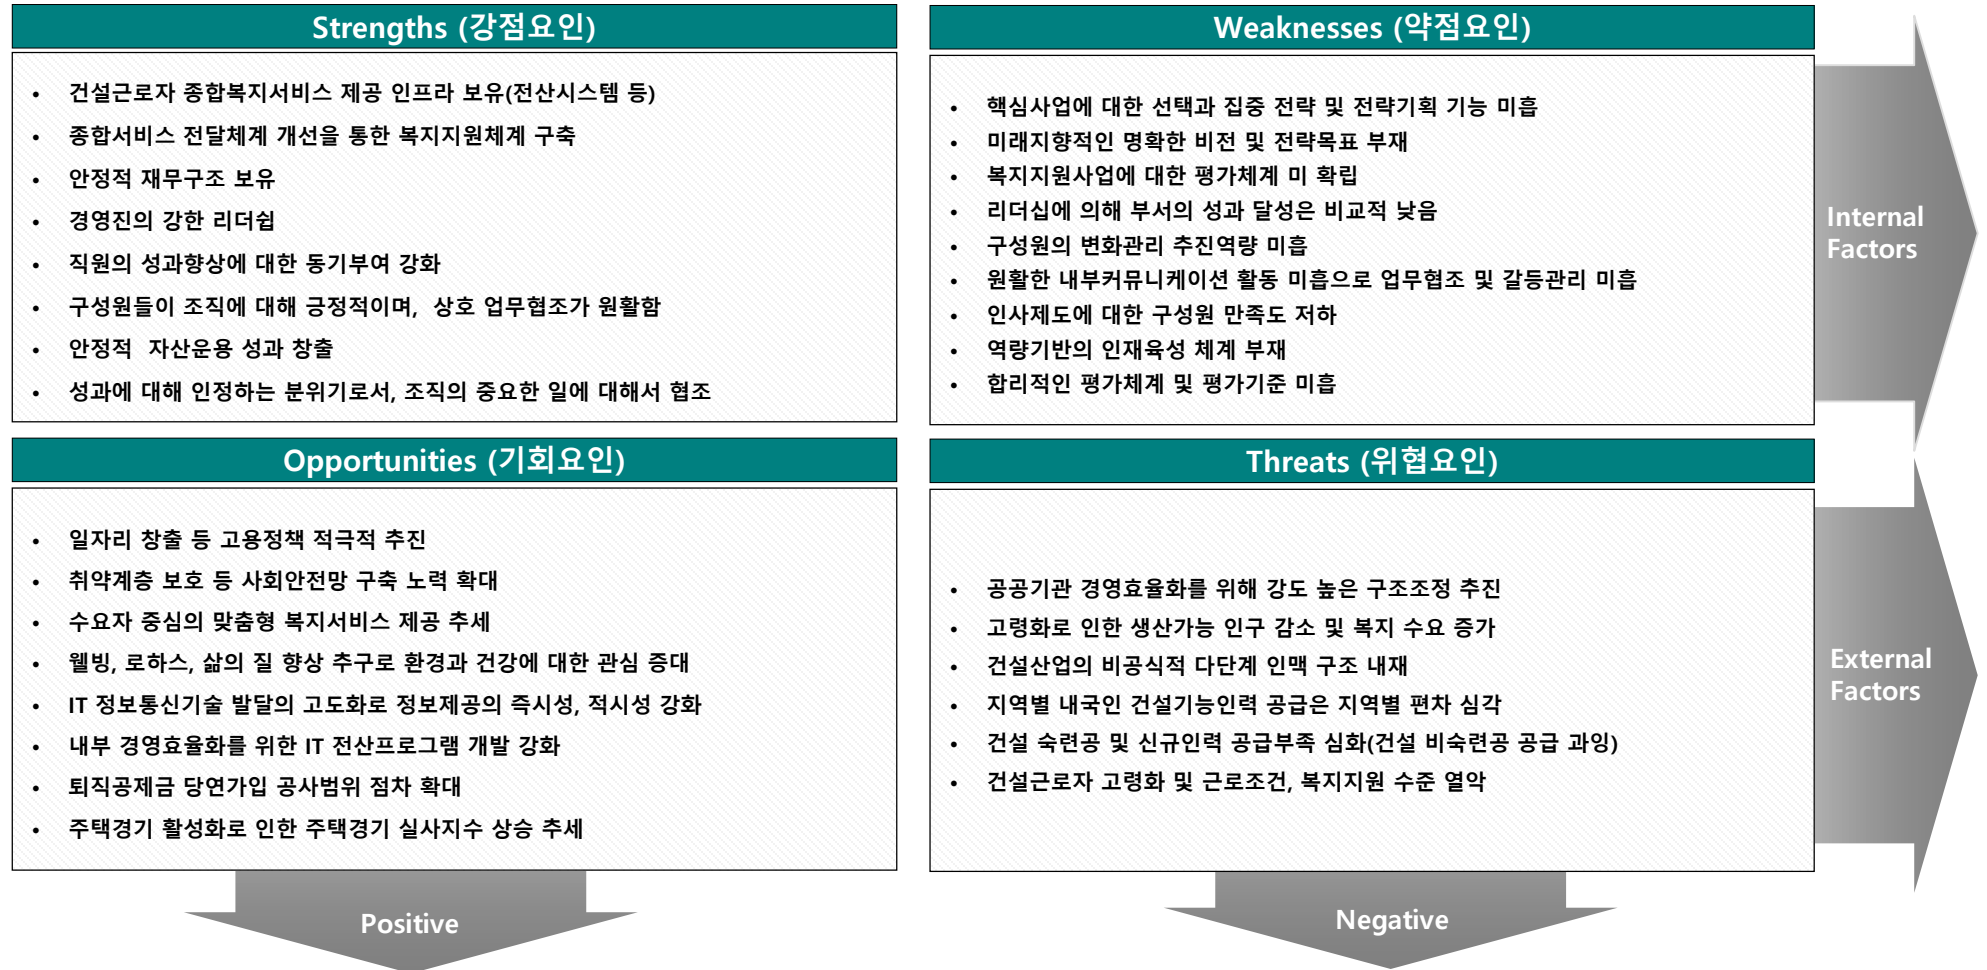 Strengths (강점요인)
• 건설근로자 종합복지서비스 제공 인프라 보유(전산시스템 등)
• 종합서비스 전달체계 개선을 통한 복지지원체계 구축
• 안정적 재무구조 보유
• 경영진의 강한 리더쉽
• 직원의 성과향상에 대한 동기부여 강화
• 구성원들이 조직에 대해 긍정적이며, 상호 업무협조가 원활함
• 안정적 자산운용 성과 창출
• 성과에 대해 인정하는 분위기로서, 조직의 중요한 일에 대해서 협조
Weaknesses (약점요인)
• 핵심사업에 대한 선택과 집중 전략 및 전략기획 기능 미흡
• 미래지향적인 명확한 비전 및 전략목표 부재
• 복지지원사업에 대한 평가체계 미 확립
• 리더십에 의해 부서의 성과 달성은 비교적 낮음
• 구성원의 변화관리 추진역량 미흡
• 원활한 내부커뮤니케이션 활동 미흡으로 업무협조 및 갈등관리 미흡
• 인사제도에 대한 구성원 만족도 저하
• 역량기반의 인재육성 체계 부재
• 합리적인 평가체계 및 평가기준 미흡
Internal
Factors
Opportunities (기회요인)
• 일자리 창출 등 고용정책 적극적 추진
• 취약계층 보호 등 사회안전망 구축 노력 확대
• 수요자 중심의 맞춤형 복지서비스 제공 추세
• 웰빙, 로하스, 삶의 질 향상 추구로 환경과 건강에 대한 관심 증대
• IT 정보통신기술 발달의 고도화로 정보제공의 즉시성, 적시성 강화
• 내부 경영효율화를 위한 IT 전산프로그램 개발 강화
• 퇴직공제금 당연가입 공사범위 점차 확대
• 주택경기 활성화로 인한 주택경기 실사지수 상승 추세
Threats (위협요인)
• 공공기관 경영효율화를 위해 강도 높은 구조조정 추진
• 고령화로 인한 생산가능 인구 감소 및 복지 수요 증가
• 건설산업의 비공식적 다단계 인맥 구조 내재
• 지역별 내국인 건설기능인력 공급은 지역별 편차 심각
• 건설 숙련공 및 신규인력 공급부족 심화(건설 비숙련공 공급 과잉)
• 건설근로자 고령화 및 근로조건, 복지지원 수준 열악
External
Factors
Positive
Negative